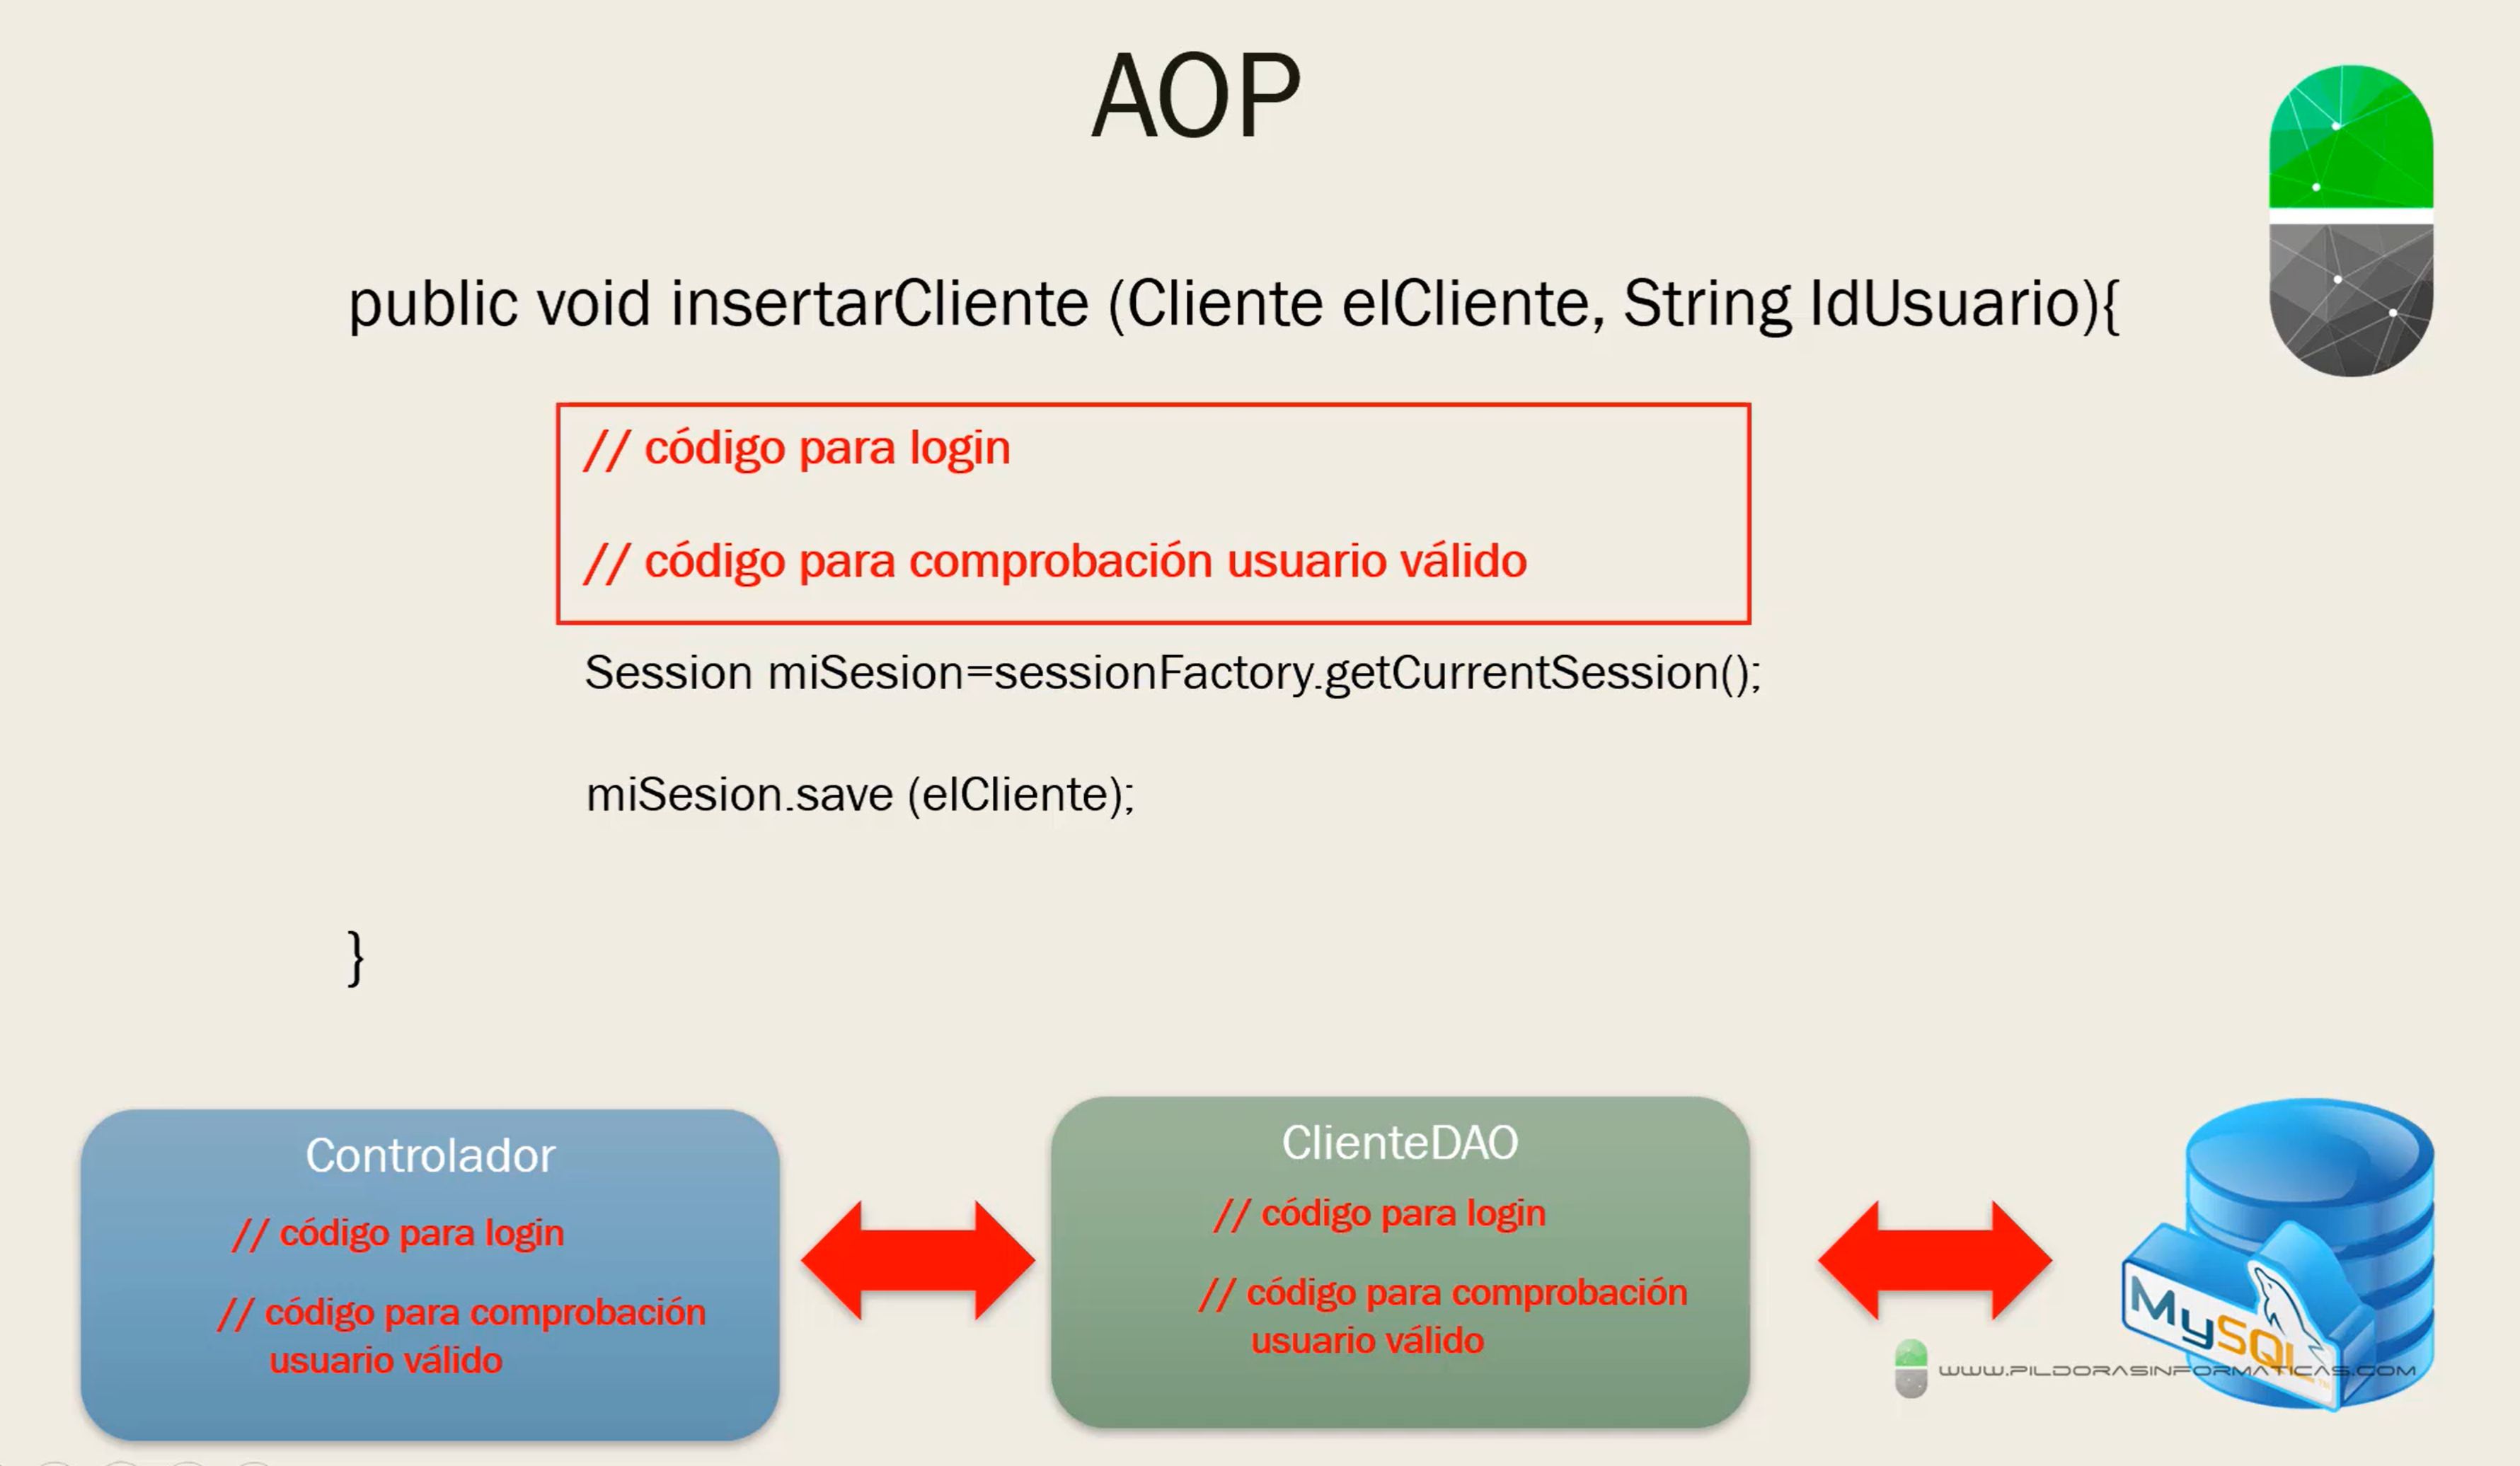 AOP
public void insertarCliente (Cliente elCliente, String IdUsuario){
// código para login
// código para comprobación usuario válido
Session miSesion=sessionFactory.getCurrentSession();
miSesion.save (elCliente);
}
Controlador
// código para login
// código para comprobación
usuario válido
ClienteDAO
// código para login
// código para comprobación
usuario válido
MySQL
WWW.PILDORASINFORMATICAS.COM